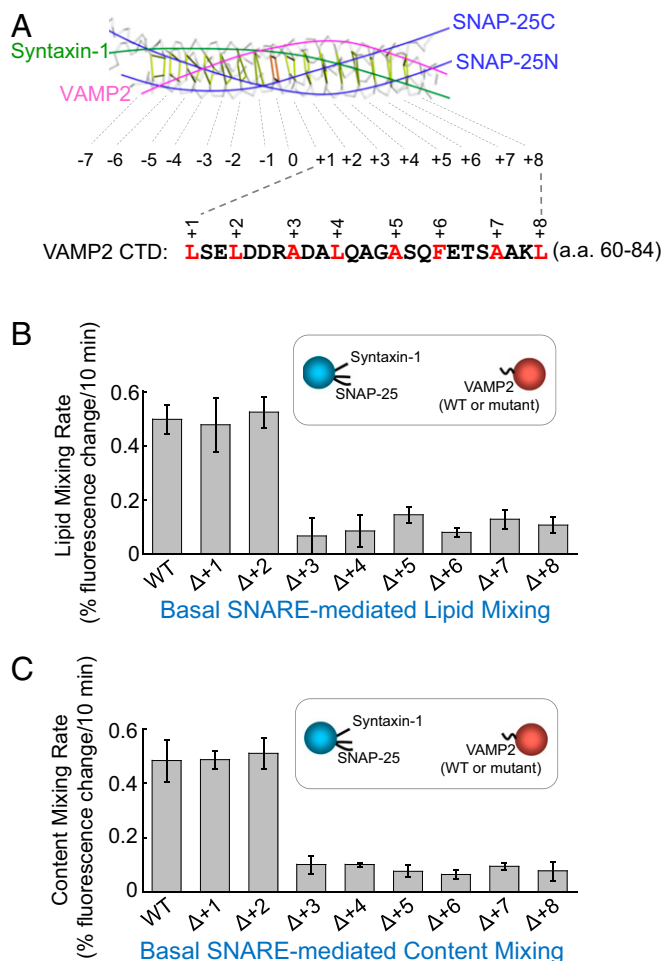 A
Syntaxin-1
SNAP-25C
SNAP-25N
VAMP2
-7 -6 -5 -4 -3 -2 -1 0 +1 +2 +3 +4 +5 +6 +7 +8
+1 +2 +3 +4 +5 +6 +7 +8
VAMP2 CTD: LSELDDRADALQAGASQFETSAAKL (a.a. 60-84)
B
Syntaxin-1
SNAP-25
VAMP2
(WT or mutant)
Lipid Mixing Rate
(% fluorescence change/10 min)
0.6
0.4
0.2
0
WT Δ+1 Δ+2 Δ+3 Δ+4 Δ+5 Δ+6 Δ+7 Δ+8
Basal SNARE-mediated Lipid Mixing
C
Syntaxin-1
SNAP-25
VAMP2
(WT or mutant)
Content Mixing Rate
(% fluorescence change/10 min)
0.6
0.4
0.2
0
WT Δ+1 Δ+2 Δ+3 Δ+4 Δ+5 Δ+6 Δ+7 Δ+8
Basal SNARE-mediated Content Mixing